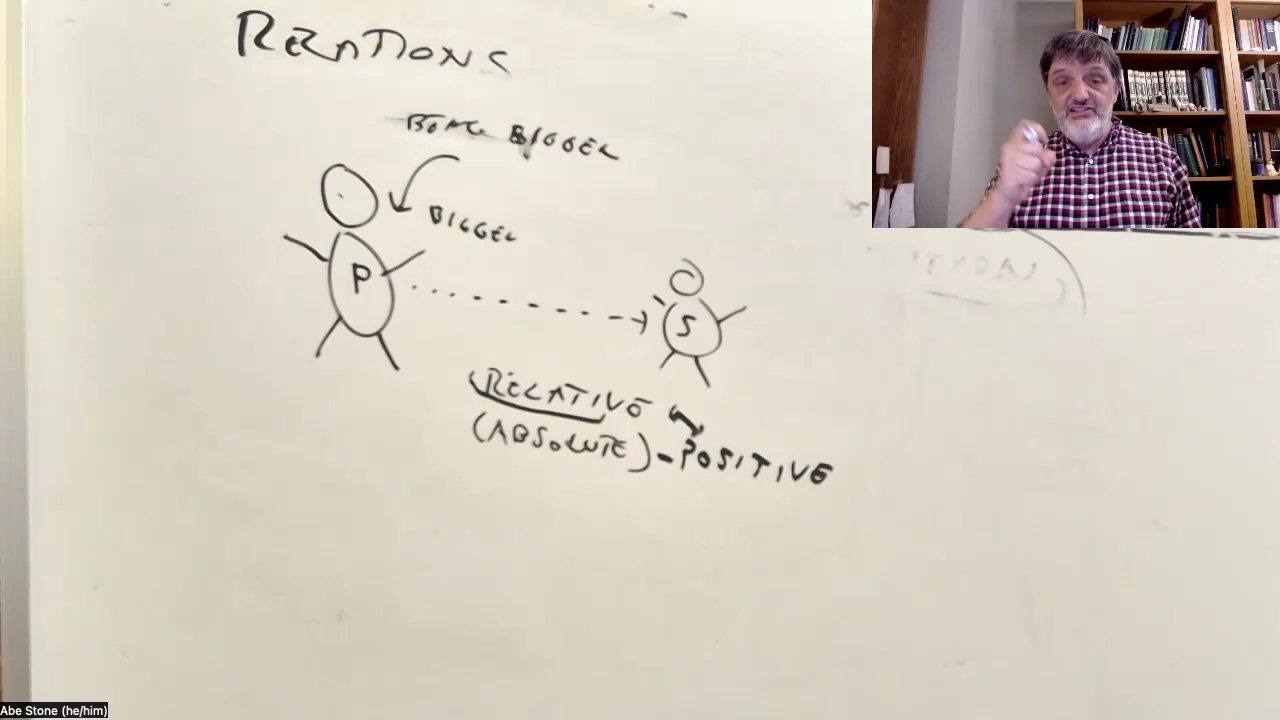 RELATIONS
BEING BIGGER
BIGGER
P
S
RELATIVE
(ABSOLUTE) - POSITIVE
Abe Stone (he/him)